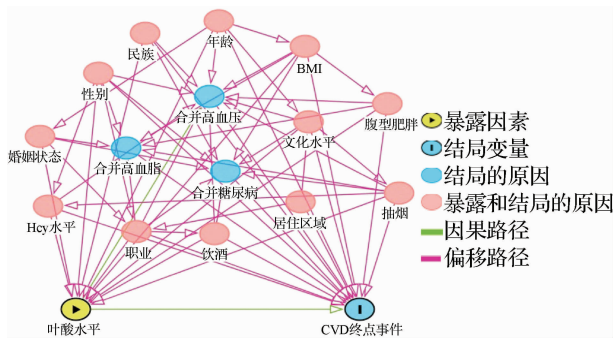 年龄
民族
BMI
性别
合并高血压
腹型肥胖
文化水平
婚姻状态
合并高血脂
合并糖尿病
抽烟
Hcy水平
居住区域
职业
饮酒
叶酸水平
CVD终点事件
暴露因素
结局变量
结局的原因
暴露和结局的原因
因果路径
偏移路径